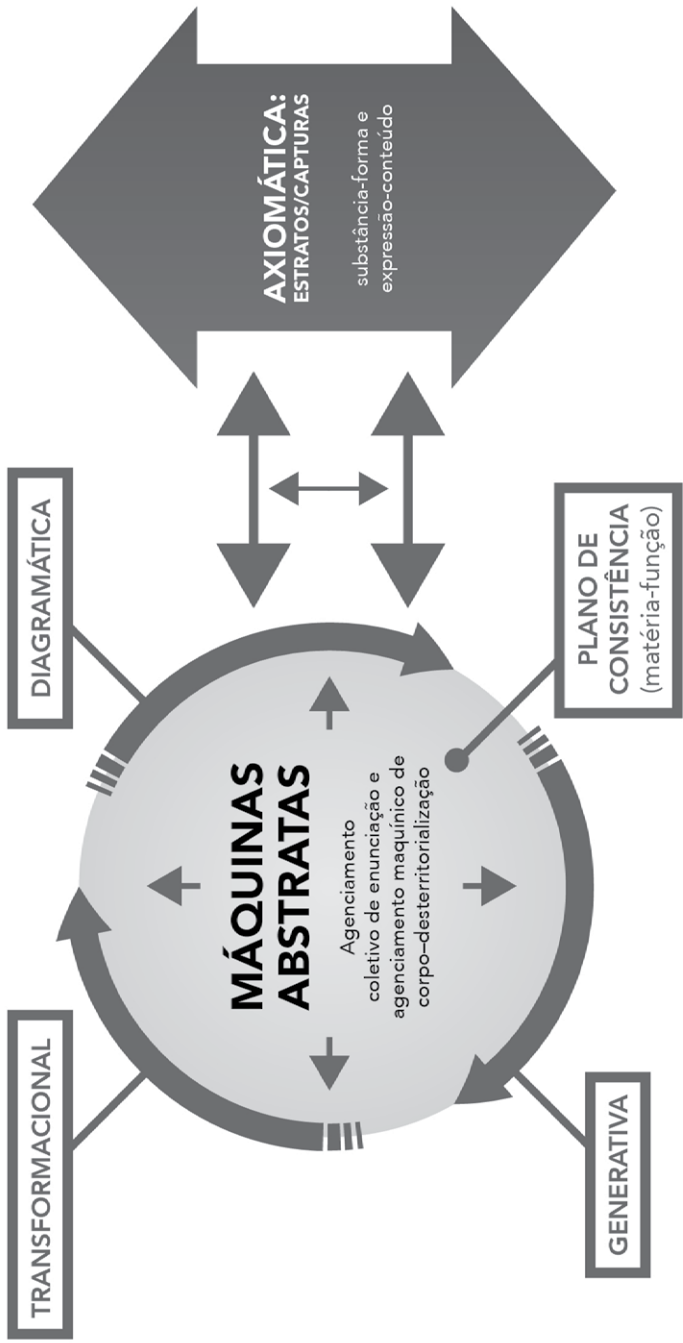 TRANSFORMACIONAL
DIAGRAMÁTICA
MÁQUINAS
ABSTRATAS
Agenciamento
coletivo de enunciação e
agenciamento maquínico de
corpo–desterritorialização
AXIOMÁTICA:
ESTRATOS/CAPTURAS
substância-forma e
expressão-conteúdo
GENERATIVA
PLANO DE
CONSISTÊNCIA
(matéria-função)